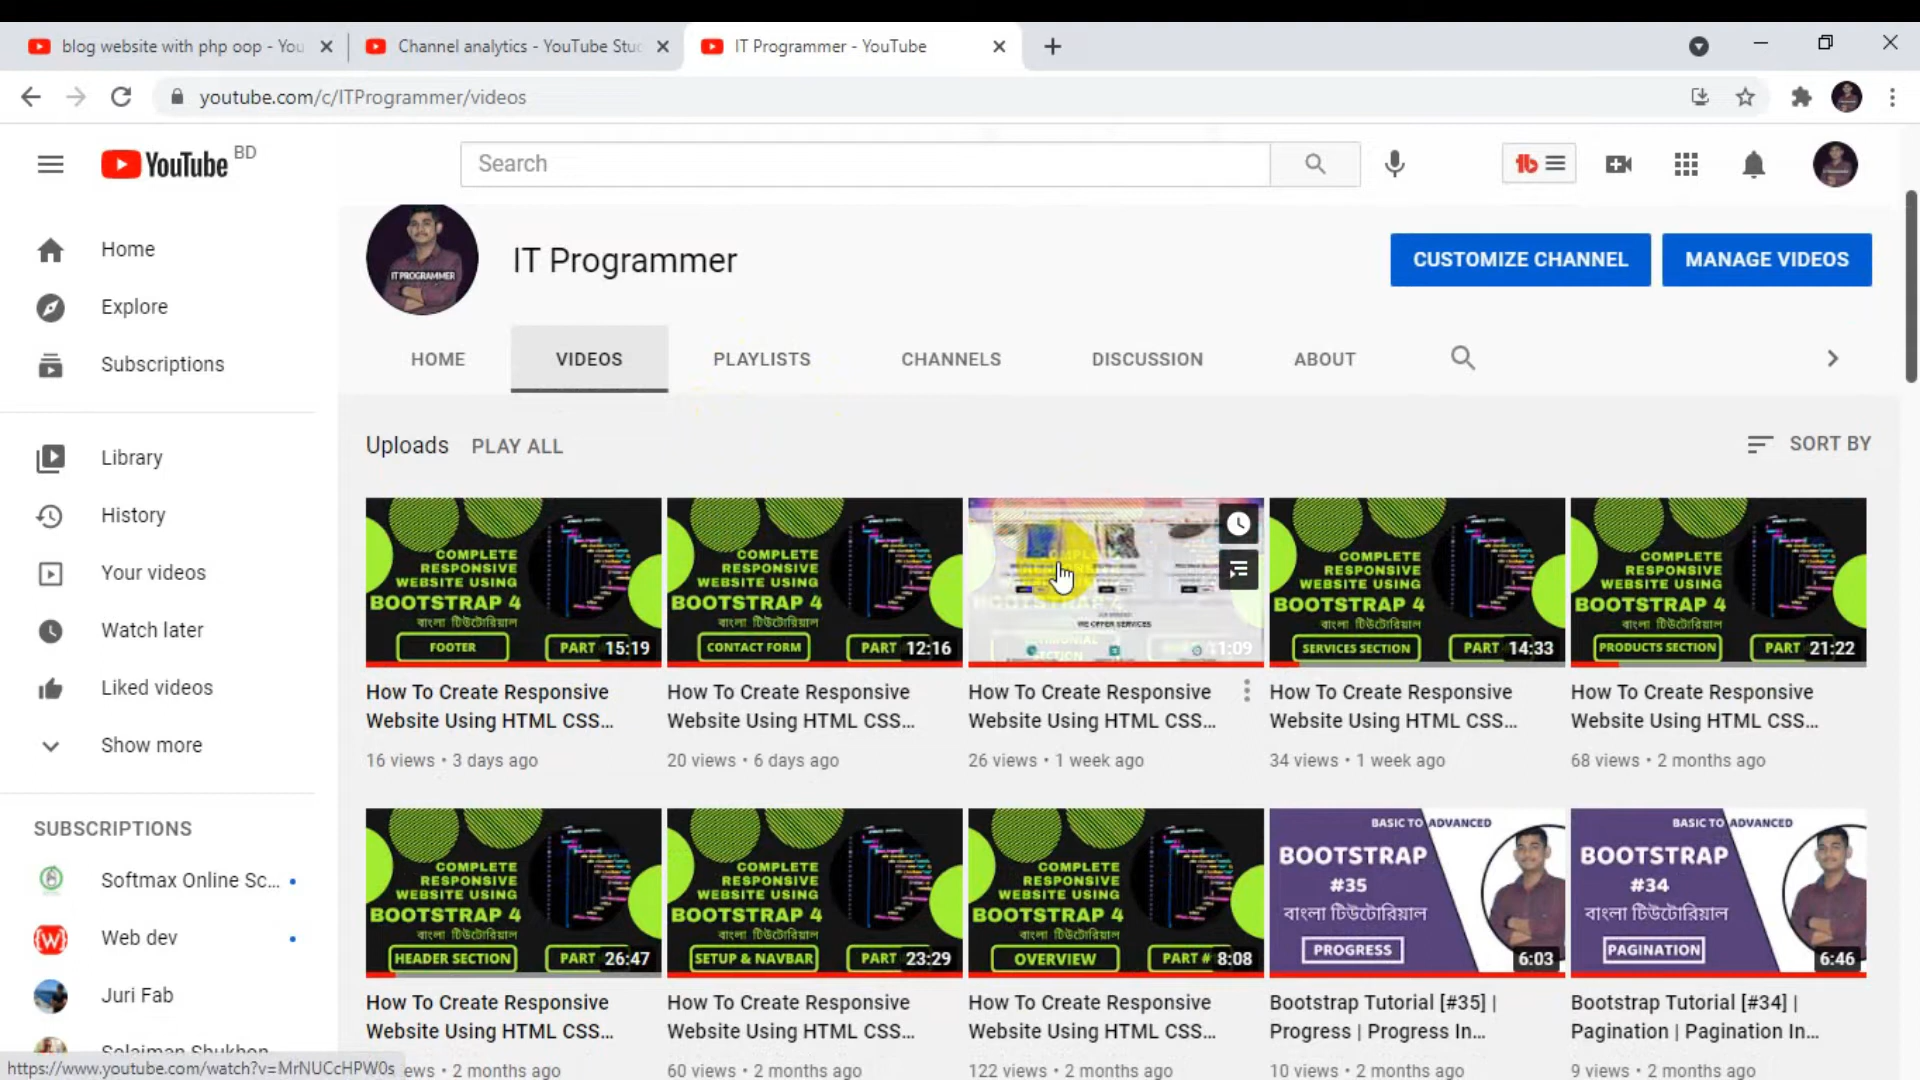 blog website with php oop - You
Channel analytics - YouTube Stu
IT Programmer - YouTube
youtube.com/c/ITProgrammer/videos
YouTube BD
Search
Home
Explore
Subscriptions
Library
History
Your videos
Watch later
Liked videos
Show more
SUBSCRIPTIONS
Softmax Online Sc...
Web dev
Juri Fab
Solaiman Shukhon
https://www.youtube.com/watch?v=MrNUCcHPW0s
IT PROGRAMMER
IT Programmer
CUSTOMIZE CHANNEL
MANAGE VIDEOS
HOME
VIDEOS
PLAYLISTS
CHANNELS
DISCUSSION
ABOUT
Uploads
PLAY ALL
SORT BY
COMPLETE
RESPONSIVE
WEBSITE USING
BOOTSTRAP 4
বাংলা টিউটোরিয়াল
FOOTER
PART
15:19
How To Create Responsive
Website Using HTML CSS...
16 views • 3 days ago
COMPLETE
RESPONSIVE
WEBSITE USING
BOOTSTRAP 4
বাংলা টিউটোরিয়াল
CONTACT FORM
PART
12:16
How To Create Responsive
Website Using HTML CSS...
20 views • 6 days ago
WE OFFER SERVICES
11:09
How To Create Responsive
Website Using HTML CSS...
26 views • 1 week ago
COMPLETE
RESPONSIVE
WEBSITE USING
BOOTSTRAP 4
বাংলা টিউটোরিয়াল
SERVICES SECTION
PART
14:33
How To Create Responsive
Website Using HTML CSS...
34 views • 1 week ago
COMPLETE
RESPONSIVE
WEBSITE USING
BOOTSTRAP 4
বাংলা টিউটোরিয়াল
PRODUCTS SECTION
PART
21:22
How To Create Responsive
Website Using HTML CSS...
68 views • 2 months ago
COMPLETE
RESPONSIVE
WEBSITE USING
BOOTSTRAP 4
বাংলা টিউটোরিয়াল
HEADER SECTION
PART
26:47
How To Create Responsive
Website Using HTML CSS...
ews • 2 months ago
COMPLETE
RESPONSIVE
WEBSITE USING
BOOTSTRAP 4
বাংলা টিউটোরিয়াল
SETUP & NAVBAR
PART
23:29
How To Create Responsive
Website Using HTML CSS...
60 views • 2 months ago
COMPLETE
RESPONSIVE
WEBSITE USING
BOOTSTRAP 4
বাংলা টিউটোরিয়াল
OVERVIEW
PART #
8:08
How To Create Responsive
Website Using HTML CSS...
122 views • 2 months ago
BASIC TO ADVANCED
BOOTSTRAP
#35
বাংলা টিউটোরিয়াল
PROGRESS
6:03
Bootstrap Tutorial [#35] |
Progress | Progress In...
10 views • 2 months ago
BASIC TO ADVANCED
BOOTSTRAP
#34
বাংলা টিউটোরিয়াল
PAGINATION
6:46
Bootstrap Tutorial [#34] |
Pagination | Pagination In...
9 views • 2 months ago